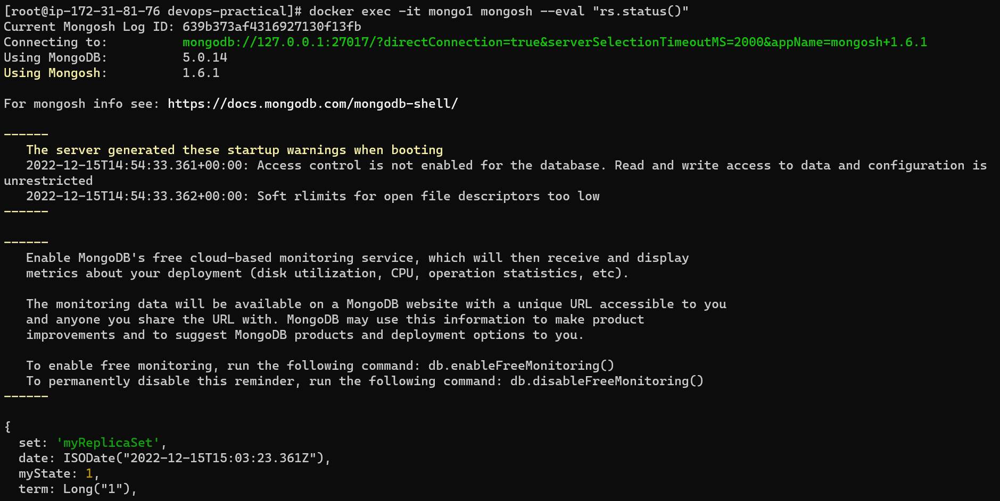 [root@ip-172-31-81-76 devops-practical]# docker exec -it mongo1 mongosh --eval "rs.status()"
Current Mongosh Log ID: 639b373af4316927130f13fb
Connecting to:          mongodb://127.0.0.1:27017/?directConnection=true&serverSelectionTimeoutMS=2000&appName=mongosh+1.6.1
Using MongoDB:          5.0.14
Using Mongosh:          1.6.1
For mongosh info see: https://docs.mongodb.com/mongodb-shell/
------
   The server generated these startup warnings when booting
   2022-12-15T14:54:33.361+00:00: Access control is not enabled for the database. Read and write access to data and configuration is
unrestricted
   2022-12-15T14:54:33.362+00:00: Soft rlimits for open file descriptors too low
------
------
   Enable MongoDB's free cloud-based monitoring service, which will then receive and display
   metrics about your deployment (disk utilization, CPU, operation statistics, etc).
   The monitoring data will be available on a MongoDB website with a unique URL accessible to you
   and anyone you share the URL with. MongoDB may use this information to make product
   improvements and to suggest MongoDB products and deployment options to you.
   To enable free monitoring, run the following command: db.enableFreeMonitoring()
   To permanently disable this reminder, run the following command: db.disableFreeMonitoring()
------
{
  set: 'myReplicaSet',
  date: ISODate("2022-12-15T15:03:23.361Z"),
  myState: 1,
  term: Long("1"),